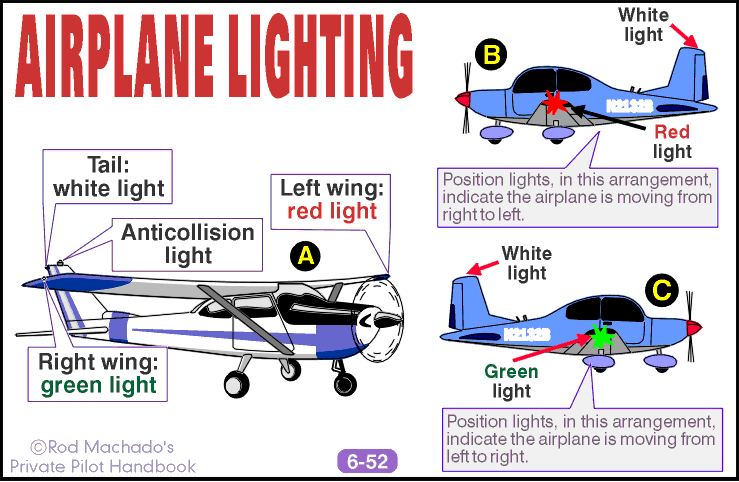 AIRPLANE LIGHTING
Tail:
white light
Anticollision
light
Left wing:
red light
A
Right wing:
green light
B
White
light
N2132B
Red
light
Position lights, in this arrangement,
indicate the airplane is moving from
right to left.
White
light
C
N2132B
Green
light
Position lights, in this arrangement,
indicate the airplane is moving from
left to right.
©Rod Machado's
Private Pilot Handbook
6-52